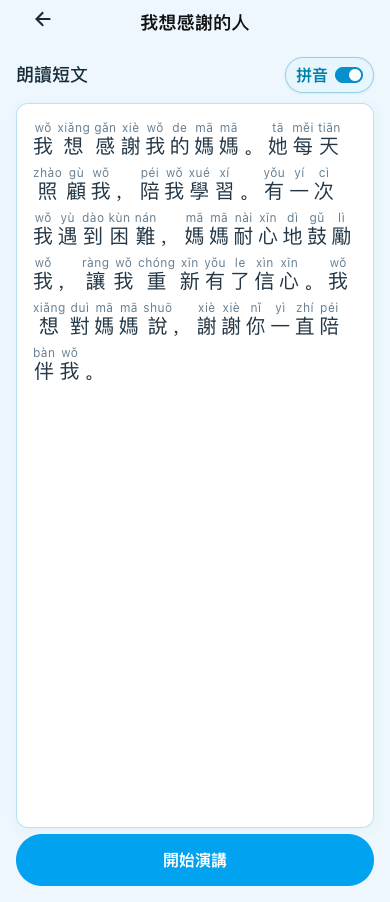 我想感謝的人
朗讀短文
拼音
wǒ xiǎng gǎn xiè wǒ de mā mā tā měi tiān
我想感謝我的媽媽。她每天
zhào gù wǒ péi wǒ xué xí yǒu yí cì
照顧我，陪我學習。有一次
wǒ yù dào kùn nán mā mā nài xīn dì gǔ lì
我遇到困難，媽媽耐心地鼓勵
wǒ ràng wǒ chóng xīn yǒu le xìn xīn wǒ
我，讓我重新有了信心。我
xiǎng duì mā mā shuō xiè xiè nǐ yì zhí péi
想對媽媽說，謝謝你一直陪
bàn wǒ
伴我。
開始演講